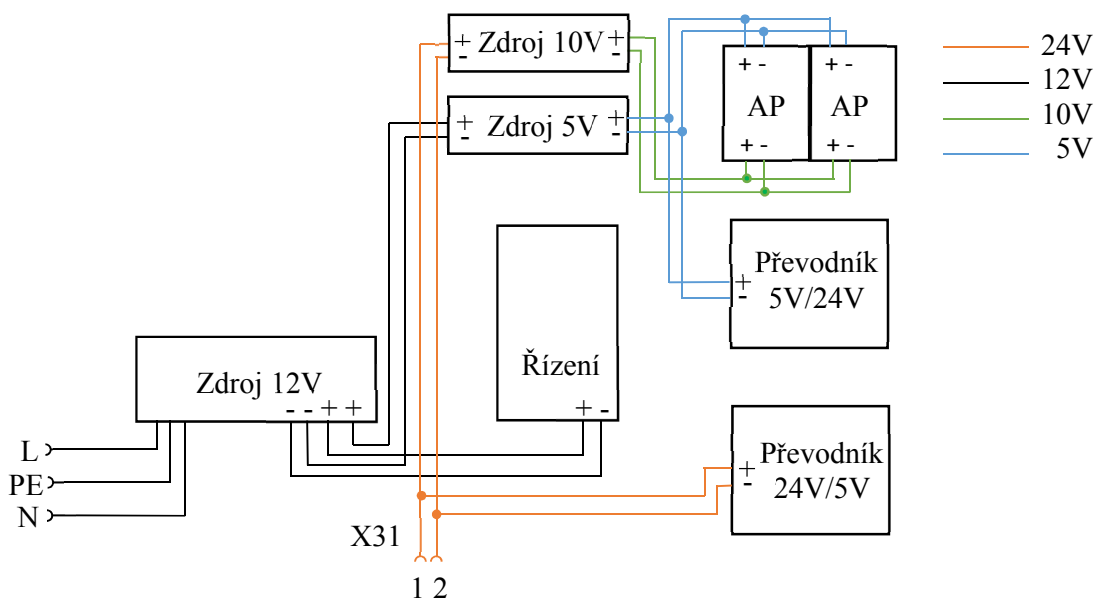 + Zdroj 10V +
- -
+ Zdroj 5V +
- -
+ - + -
AP AP
+ - + -
24V
12V
10V
5V
Převodník
+ 5V/24V
-
Řízení
+ -
Zdroj 12V
- - + +
L
PE
N
Převodník
+ 24V/5V
-
X31
1 2